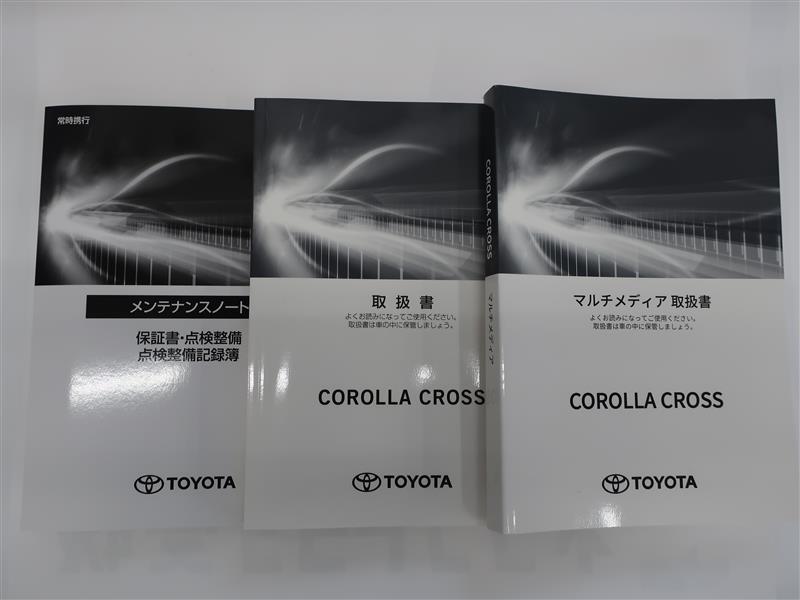 常時携行
メンテナンスノート
保証書・点検整備
点検整備記録簿
TOYOTA
取扱書
よくお読みになってご使用ください。
取扱書は車の中に保管しましょう。
COROLLA CROSS
TOYOTA
COROLLA CROSS マルチメディア
マルチメディア 取扱書
よくお読みになってご使用ください。
取扱書は車の中に保管しましょう。
COROLLA CROSS
TOYOTA